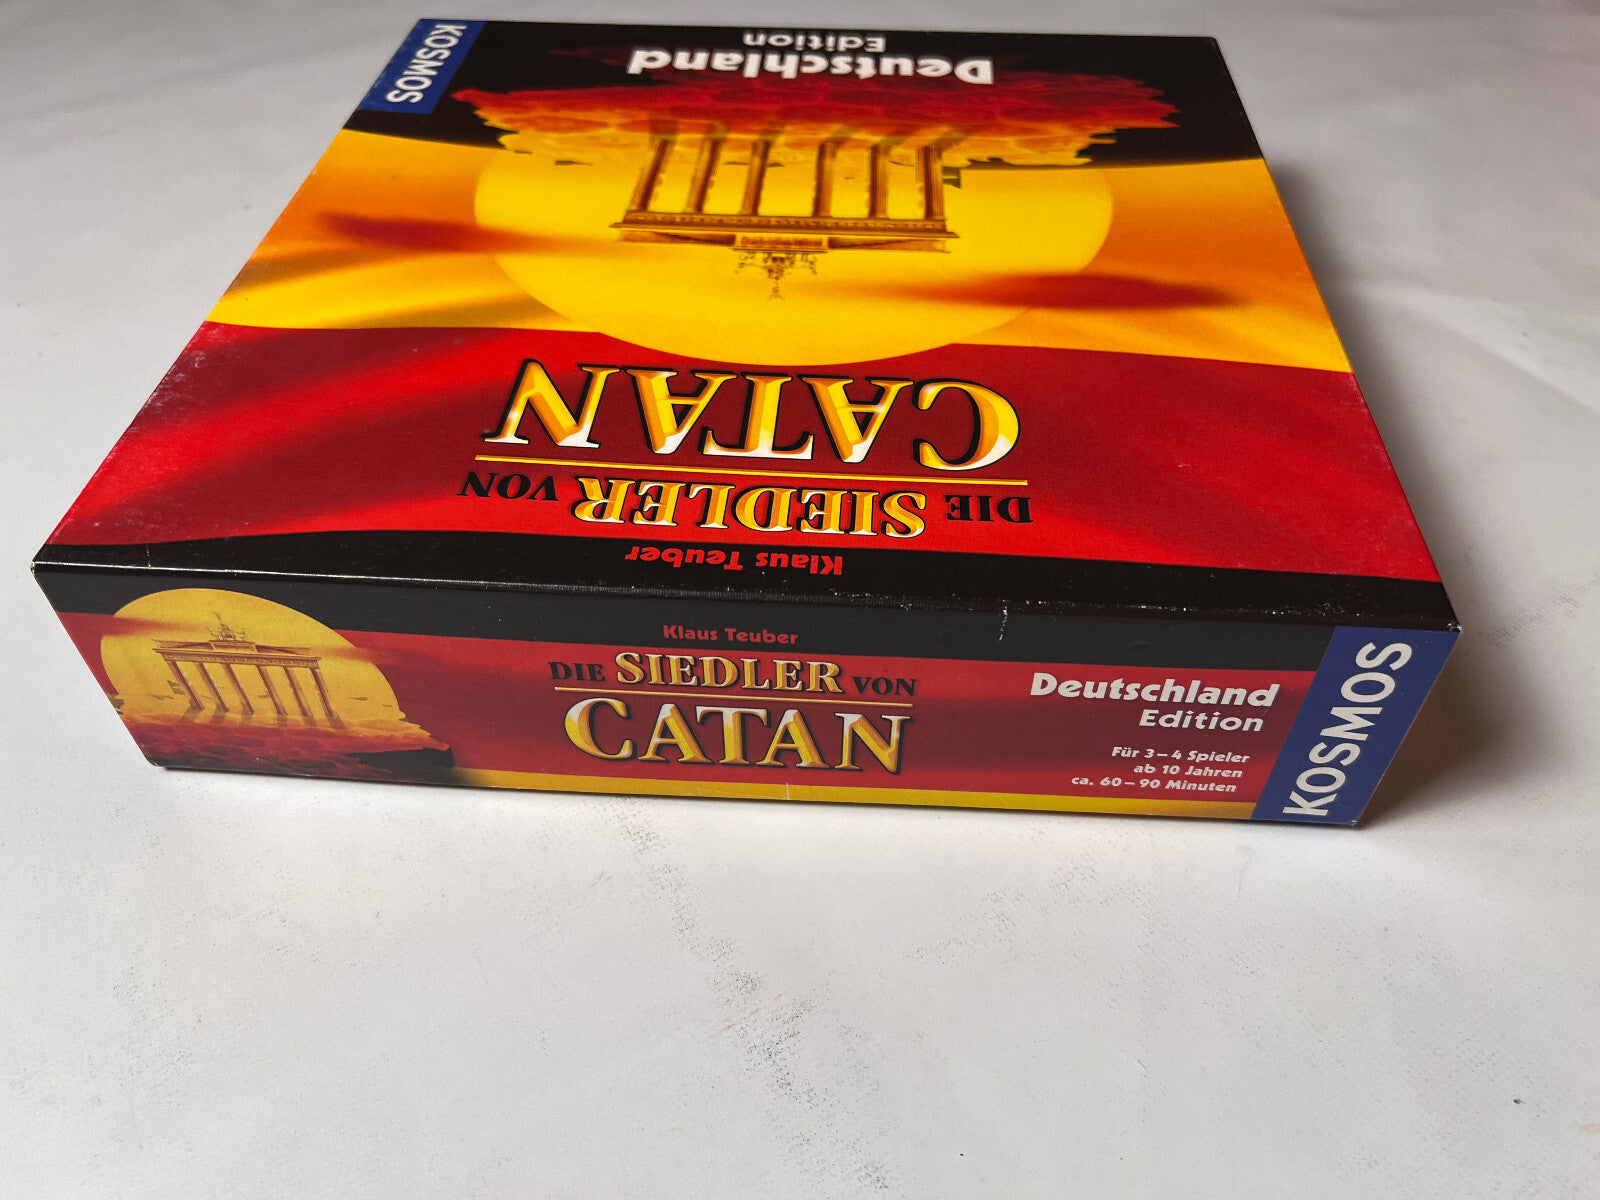 KOSMOS
Deutschland
Edition
DIE SIEDLER VON
CATAN
Klaus Teuber
Klaus Teuber
DIE SIEDLER VON
CATAN
Deutschland
Edition
Für 3–4 Spieler
ab 10 Jahren
ca. 60–90 Minuten
KOSMOS